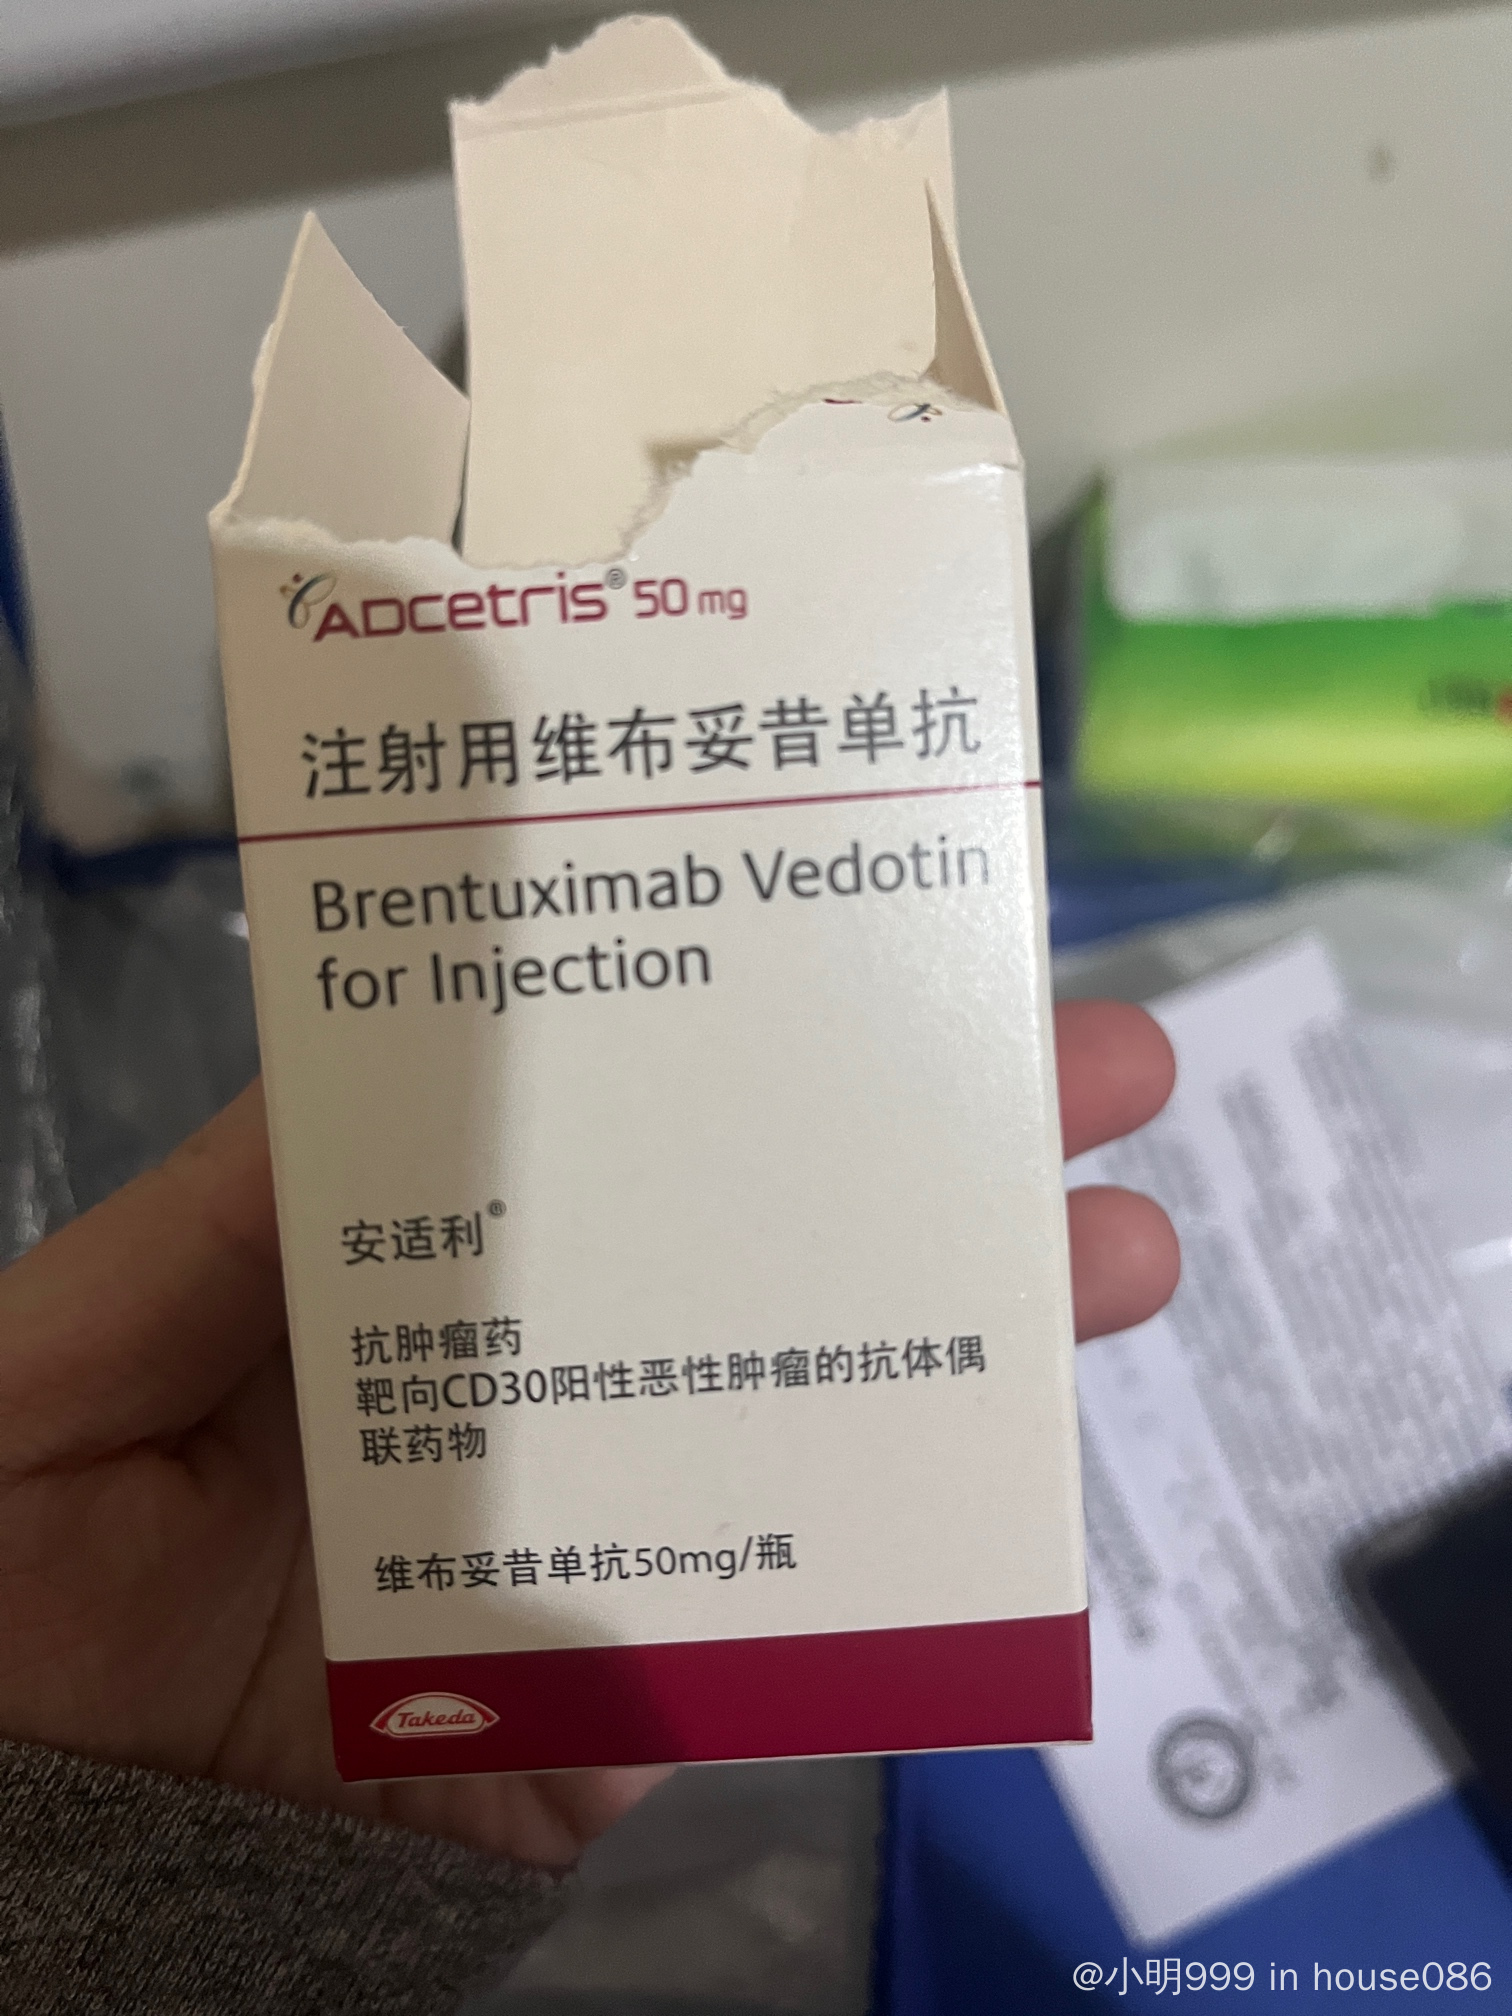 ADCETRIS® 50 mg
注射用维布妥昔单抗
Brentuximab Vedotin
for Injection
安适利®
抗肿瘤药
靶向CD30阳性恶性肿瘤的抗体偶
联药物
维布妥昔单抗50mg/瓶
Takeda
@小明999 in house086